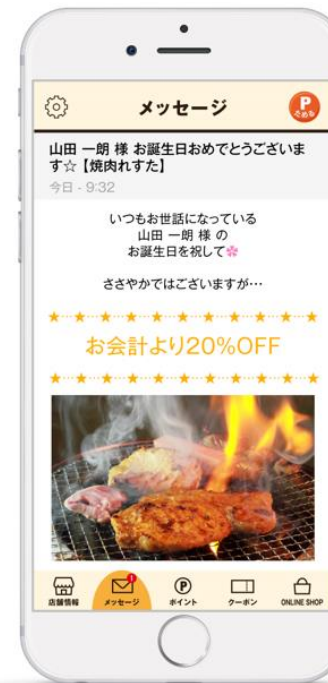 メッセージ
P
ためる
山田 一朗 様 お誕生日おめでとうございま
す☆【焼肉れすた】
今日 - 9:32
いつもお世話になっている
山田 一朗 様 の
お誕生日を祝して
ささやかではございますが…
お会計より20%OFF
店舗情報
メッセージ
ポイント
クーポン
ONLINE SHOP